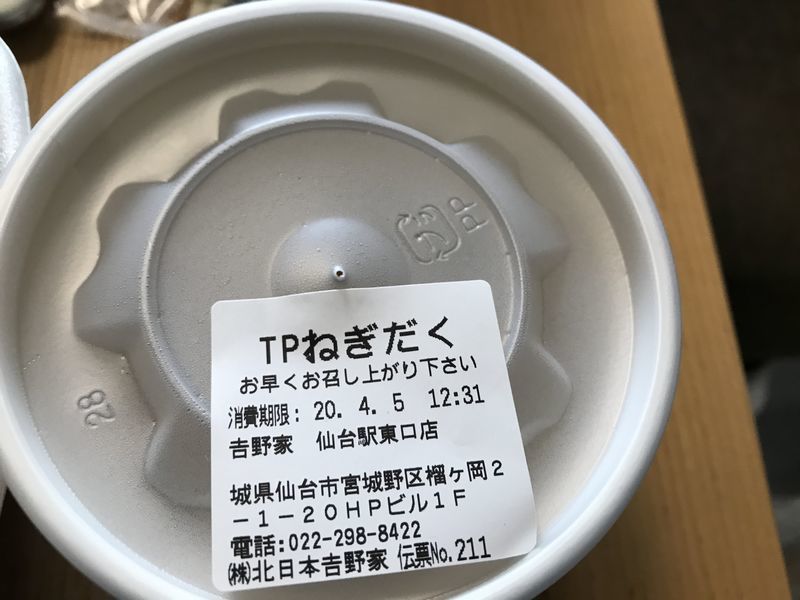 プラ
PP
28
TPねぎだく
お早くお召し上がり下さい
消費期限: 20. 4. 5 12:31
吉野家 仙台駅東口店
城県仙台市宮城野区榴ヶ岡2
-1-20HPビル1F
電話:022-298-8422
㈱北日本吉野家 伝票No.211